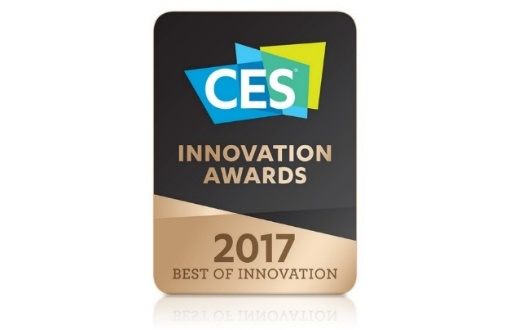 CES®
INNOVATION
AWARDS
2017
BEST OF INNOVATION